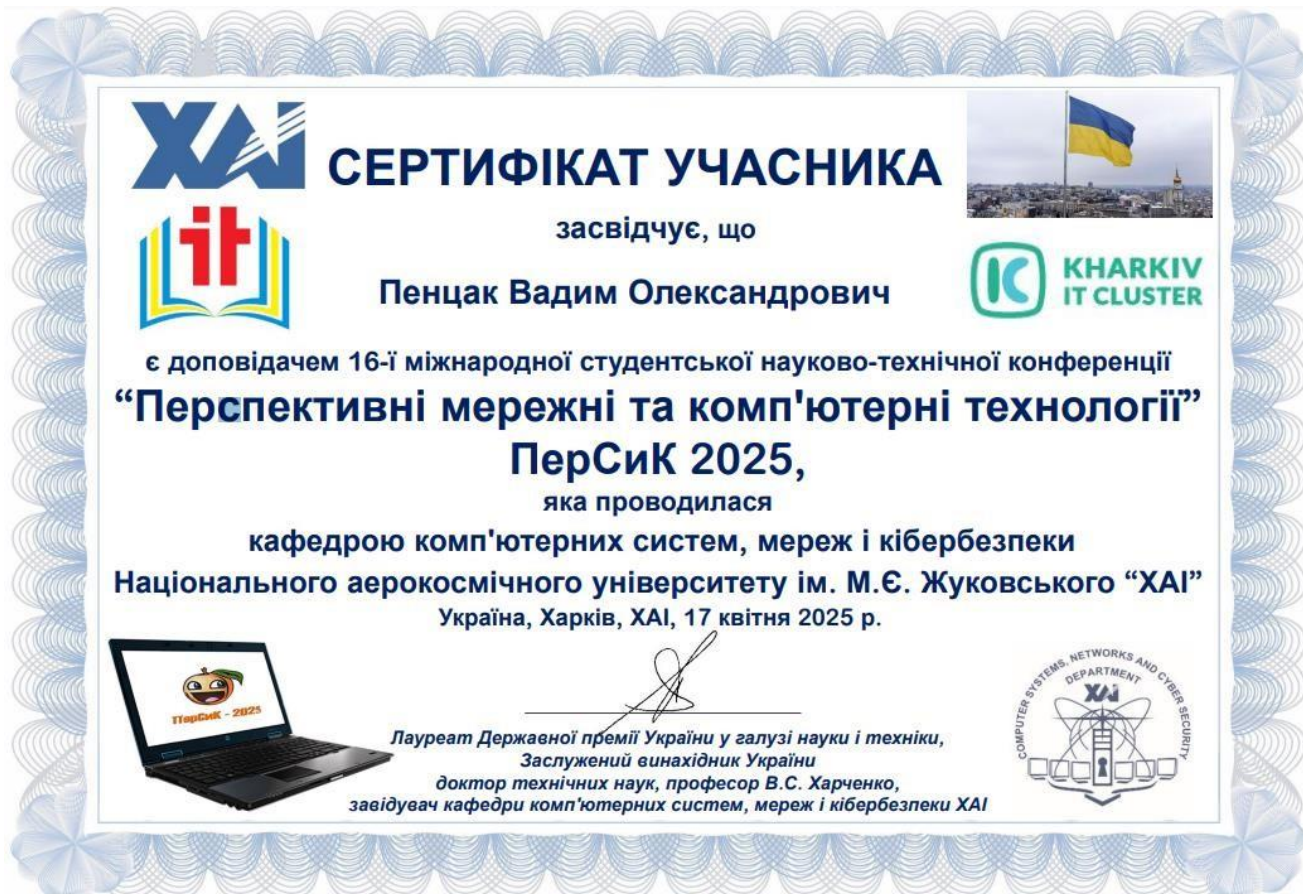 ХАІ
СЕРТИФІКАТ УЧАСНИКА
it
засвідчує, що
Пенцак Вадим Олександрович
KHARKIV
IT CLUSTER
є доповідачем 16-ї міжнародної студентської науково-технічної конференції
“Перспективні мережні та комп'ютерні технології”
ПерСиК 2025,
яка проводилася
кафедрою комп'ютерних систем, мереж і кібербезпеки
Національного аерокосмічного університету ім. М.Є. Жуковського “ХАІ”
Україна, Харків, ХАІ, 17 квітня 2025 р.
ПерСиК - 2025
COMPUTER SYSTEMS, NETWORKS AND CYBER SECURITY
DEPARTMENT
ХАІ
Лауреат Державної премії України у галузі науки і техніки,
Заслужений винахідник України
доктор технічних наук, професор В.С. Харченко,
завідувач кафедри комп'ютерних систем, мереж і кібербезпеки ХАІ